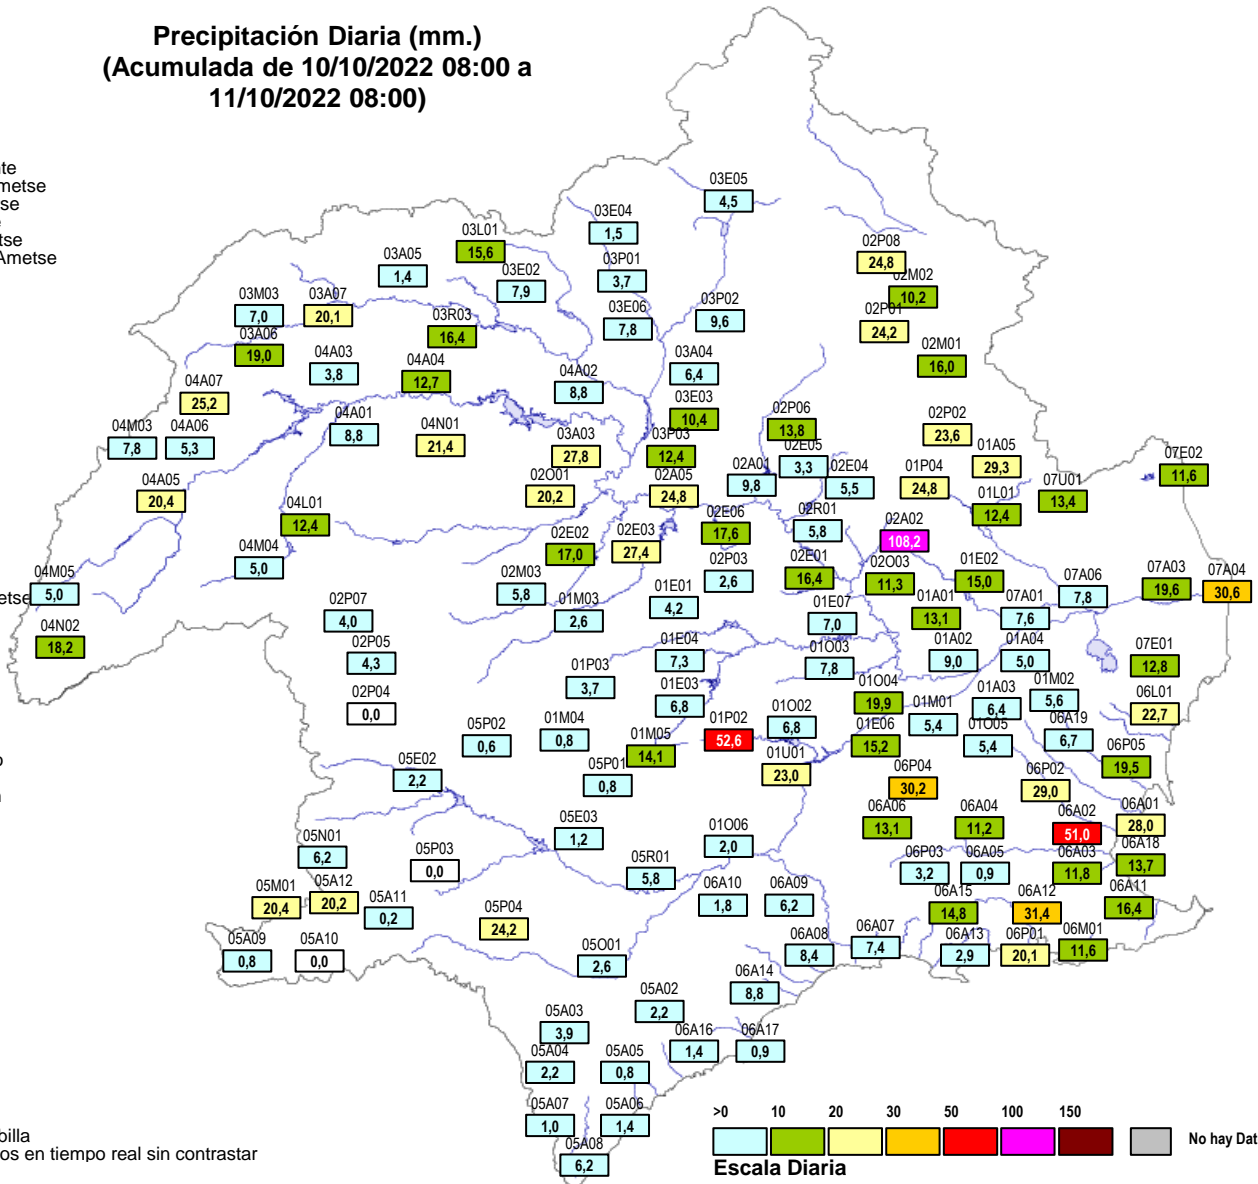 Precipitación Diaria (mm.)
(Acumulada de 10/10/2022 08:00 a
11/10/2022 08:00)
nte
metse
tse
e
tse
Ametse
03E05
4,5
03E04
1,5
03L01
15,6
03A05
1,4
03E02
7,9
03P01
3,7
02P08
24,8
02M02
10,2
03M03
7,0
03A07
20,1
03E06
7,8
03P02
9,6
02P01
24,2
03R03
16,4
03A06
19,0
04A03
3,8
04A04
12,7
04A02
8,8
03A04
6,4
02M01
16,0
04A07
25,2
03E03
10,4
02P06
13,8
02P02
23,6
04M03
7,8
04A06
5,3
04A01
8,8
04N01
21,4
03A03
27,8
03P03
12,4
02E05
3,3
01A05
29,3
07E02
11,6
04A05
20,4
02O01
20,2
02A05
24,8
02A01
9,8
02E04
5,5
01P04
24,8
07U01
13,4
04L01
12,4
01L01
12,4
02E06
17,6
02R01
5,8
02A02
108,2
02E02
17,0
02E03
27,4
04M04
5,0
04M05
5,0
etse
02M03
5,8
02P03
2,6
02E01
16,4
02O03
11,3
01E02
15,0
07A06
7,8
07A03
19,6
07A04
30,6
02P07
4,0
01M03
2,6
01E01
4,2
01E07
7,0
01A01
13,1
07A01
7,6
04N02
18,2
02P05
4,3
01E04
7,3
01O03
7,8
01A02
9,0
01A04
5,0
07E01
12,8
01P03
3,7
01E03
6,8
01O04
19,9
01A03
6,4
01M02
5,6
06L01
22,7
02P04
0,0
01O02
6,8
01M01
5,4
05P02
0,6
01M04
0,8
01M05
14,1
01P02
52,6
01E06
15,2
01O05
5,4
06A19
6,7
06P05
19,5
05E02
2,2
05P01
0,8
01U01
23,0
06P04
30,2
06P02
29,0
05E03
1,2
06A06
13,1
06A04
11,2
06A02
51,0
06A01
28,0
05N01
6,2
05P03
0,0
01O06
2,0
05R01
5,8
06P03
3,2
06A05
0,9
06A03
11,8
06A18
13,7
05M01
20,4
05A12
20,2
05A11
0,2
05P04
24,2
06A10
1,8
06A09
6,2
06A15
14,8
06A12
31,4
06A11
16,4
05A09
0,8
05A10
0,0
05O01
2,6
06A08
8,4
06A07
7,4
06A13
2,9
06P01
20,1
06M01
11,6
05A02
2,2
06A14
8,8
05A03
3,9
06A16
1,4
06A17
0,9
05A04
2,2
05A05
0,8
05A07
1,0
05A06
1,4
05A08
6,2
billa
os en tiempo real sin contrastar
>0 10 20 30 50 100 150
No hay Dat
Escala Diaria